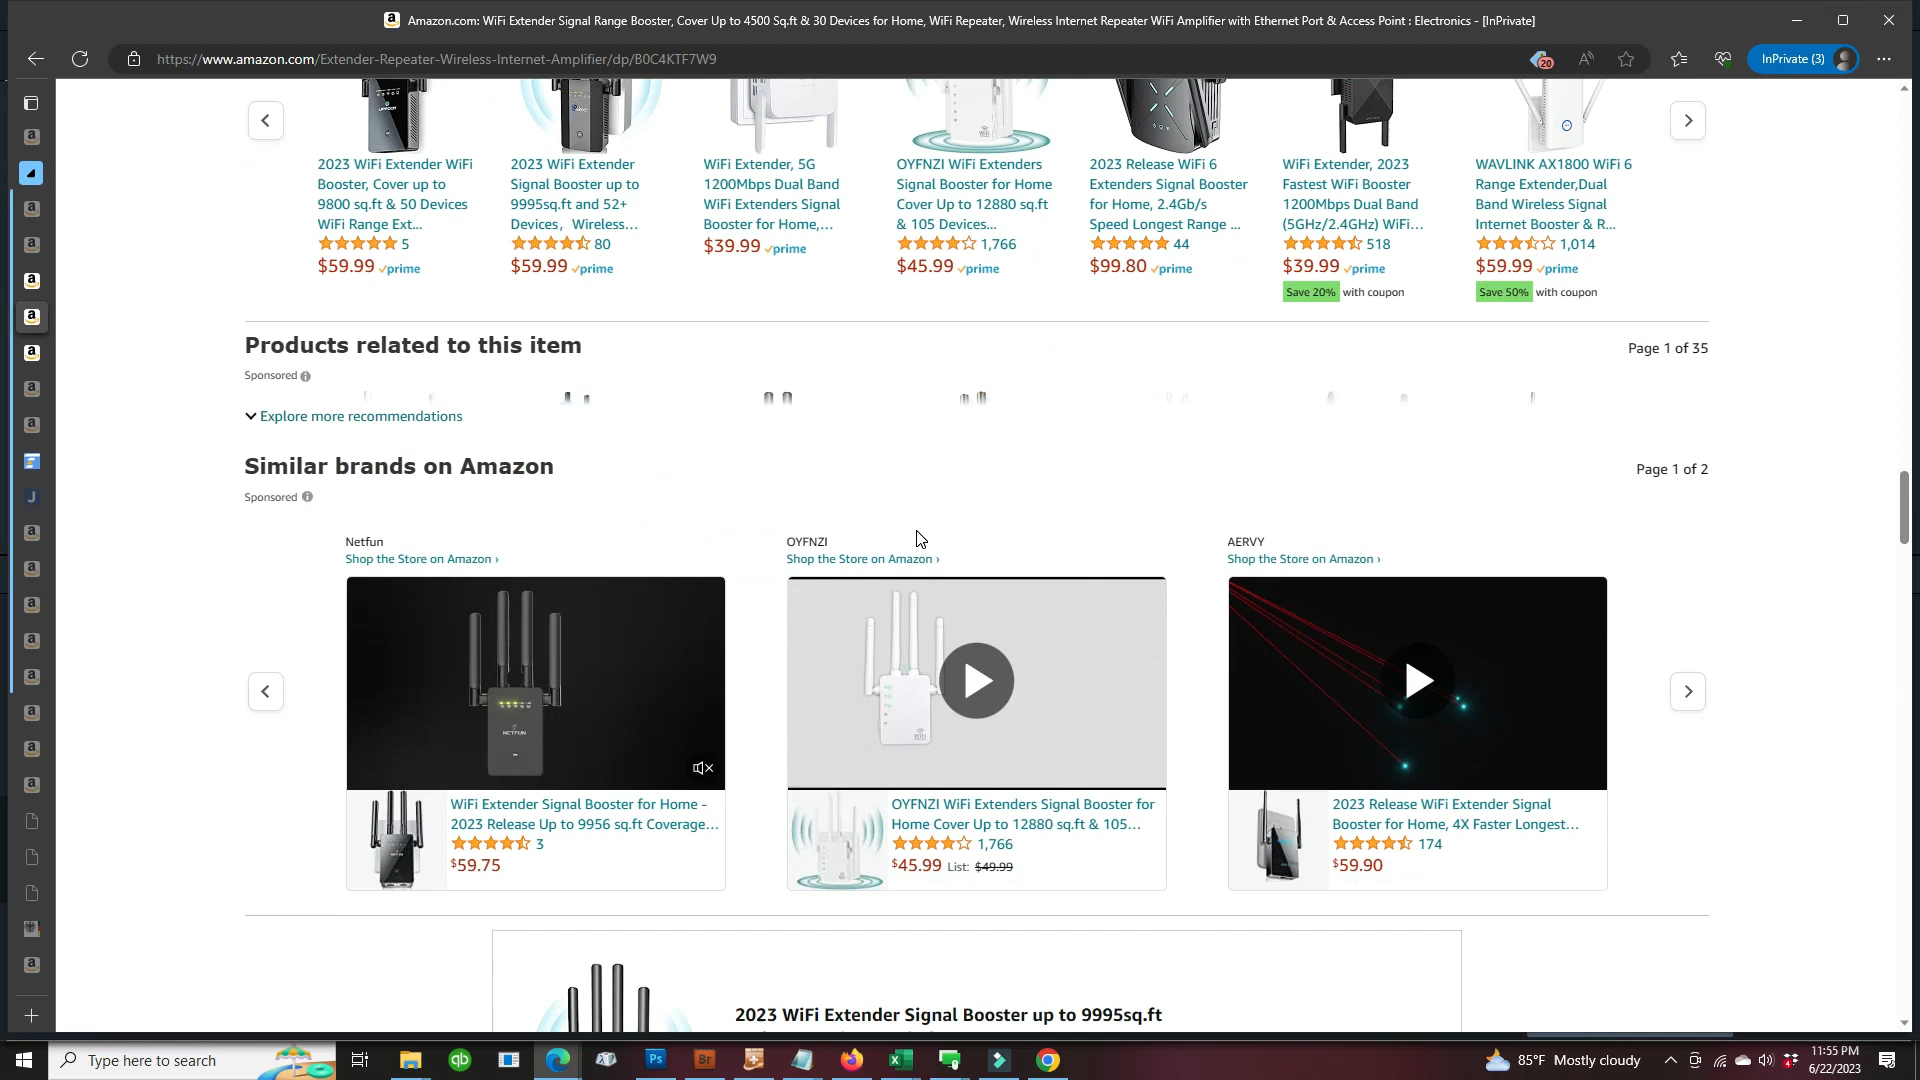 Amazon.com: WiFi Extender Signal Range Booster, Cover Up to 4500 Sq.ft & 30 Devices for Home, WiFi Repeater, Wireless Internet Repeater WiFi Amplifier with Ethernet Port & Access Point : Electronics - [InPrivate]
https://www.amazon.com/Extender-Repeater-Wireless-Internet-Amplifier/dp/B0C4KTF7W9
20
InPrivate (3)
2023 WiFi Extender WiFi
Booster, Cover up to
9800 sq.ft & 50 Devices
WiFi Range Ext...
5
$59.99 prime
2023 WiFi Extender
Signal Booster up to
9995sq.ft and 52+
Devices, Wireless...
80
$59.99 prime
WiFi Extender, 5G
1200Mbps Dual Band
WiFi Extenders Signal
Booster for Home,...
$39.99 prime
OYFNZI WiFi Extenders
Signal Booster for Home
Cover Up to 12880 sq.ft
& 105 Devices...
1,766
$45.99 prime
2023 Release WiFi 6
Extenders Signal Booster
for Home, 2.4Gb/s
Speed Longest Range ...
44
$99.80 prime
WiFi Extender, 2023
Fastest WiFi Booster
1200Mbps Dual Band
(5GHz/2.4GHz) WiFi...
518
$39.99 prime
Save 20% with coupon
WAVLINK AX1800 WiFi 6
Range Extender,Dual
Band Wireless Signal
Internet Booster & R...
1,014
$59.99 prime
Save 50% with coupon
Products related to this item
Page 1 of 35
Sponsored
Explore more recommendations
Similar brands on Amazon
Page 1 of 2
Sponsored
Netfun
Shop the Store on Amazon ›
NETFUN
WiFi Extender Signal Booster for Home -
2023 Release Up to 9956 sq.ft Coverage...
3
$59.75
OYFNZI
Shop the Store on Amazon ›
WiFi
OYFNZI WiFi Extenders Signal Booster for
Home Cover Up to 12880 sq.ft & 105...
1,766
$45.99 List: $49.99
AERVY
Shop the Store on Amazon ›
2023 Release WiFi Extender Signal
Booster for Home, 4X Faster Longest...
174
$59.90
2023 WiFi Extender Signal Booster up to 9995sq.ft
Type here to search
85°F Mostly cloudy
11:55 PM
6/22/2023